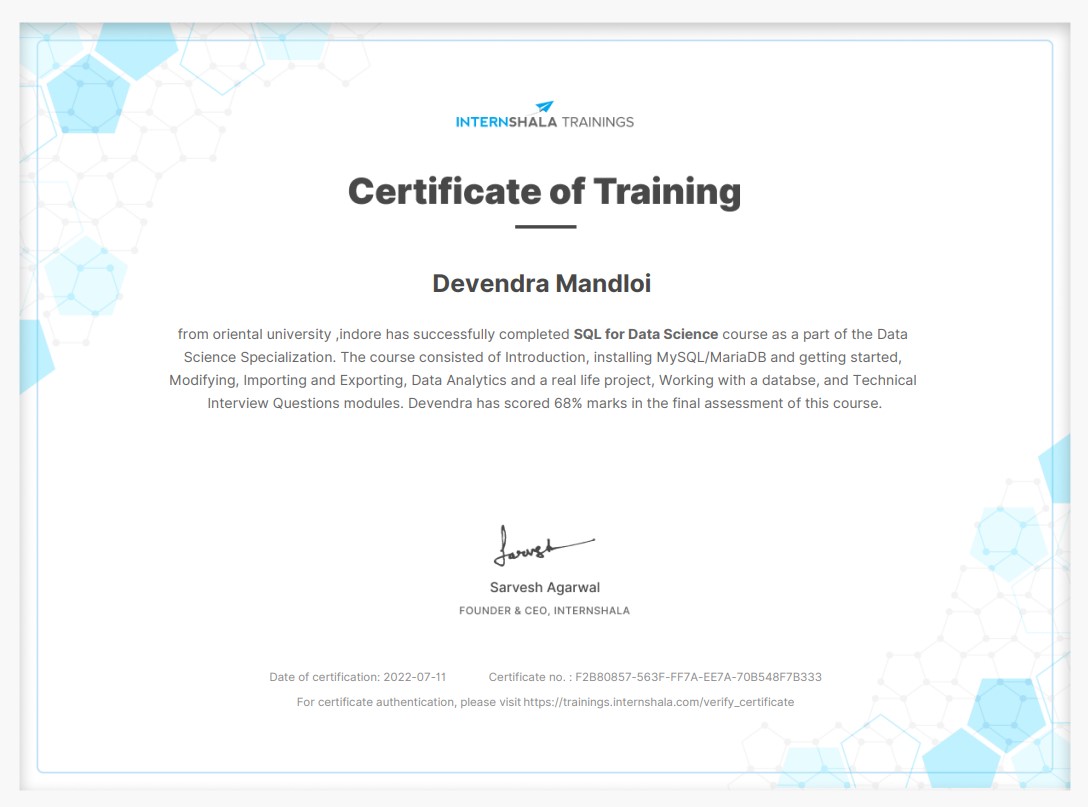 INTERNSHALA TRAININGS
Certificate of Training
Devendra Mandloi
from oriental university ,indore has successfully completed SQL for Data Science course as a part of the Data
Science Specialization. The course consisted of Introduction, installing MySQL/MariaDB and getting started,
Modifying, Importing and Exporting, Data Analytics and a real life project, Working with a databse, and Technical
Interview Questions modules. Devendra has scored 68% marks in the final assessment of this course.
Sarvesh
Sarvesh Agarwal
FOUNDER & CEO, INTERNSHALA
Date of certification: 2022-07-11 Certificate no. : F2B80857-563F-FF7A-EE7A-70B548F7B333
For certificate authentication, please visit https://trainings.internshala.com/verify_certificate